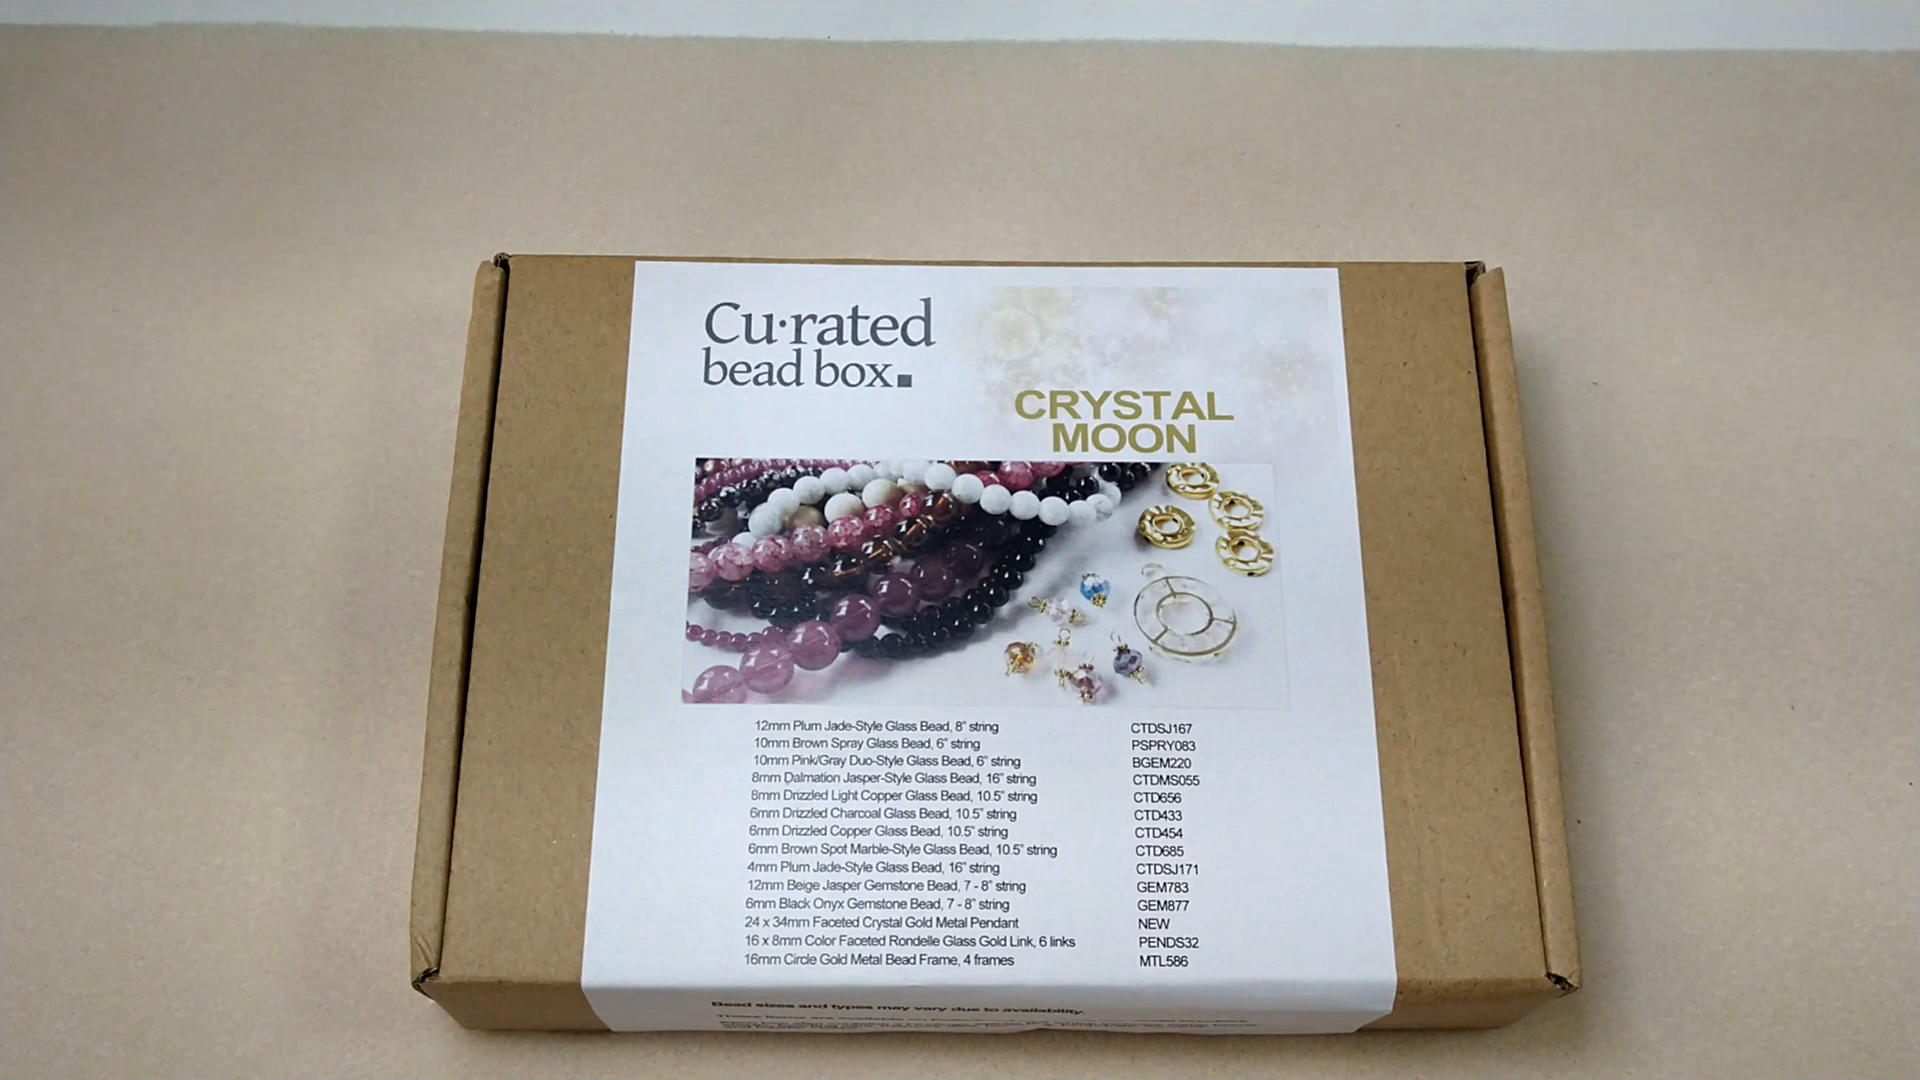 Cu·rated
bead box.
CRYSTAL
MOON
12mm Plum Jade-Style Glass Bead, 8" string CTDSJ167
10mm Brown Spray Glass Bead, 6" string PSPRY083
10mm Pink/Gray Duo-Style Glass Bead, 6" string BGEM220
8mm Dalmation Jasper-Style Glass Bead, 16" string CTDMS055
8mm Drizzled Light Copper Glass Bead, 10.5" string CTD656
6mm Drizzled Charcoal Glass Bead, 10.5" string CTD433
6mm Drizzled Copper Glass Bead, 10.5" string CTD454
6mm Brown Spot Marble-Style Glass Bead, 10.5" string CTD685
4mm Plum Jade-Style Glass Bead, 16" string CTDSJ171
12mm Beige Jasper Gemstone Bead, 7 - 8" string GEM783
6mm Black Onyx Gemstone Bead, 7 - 8" string GEM877
24 x 34mm Faceted Crystal Gold Metal Pendant NEW
16 x 8mm Color Faceted Rondelle Glass Gold Link, 6 links PENDS32
16mm Circle Gold Metal Bead Frame, 4 frames MTL586
Bead sizes and types may vary due to availability.